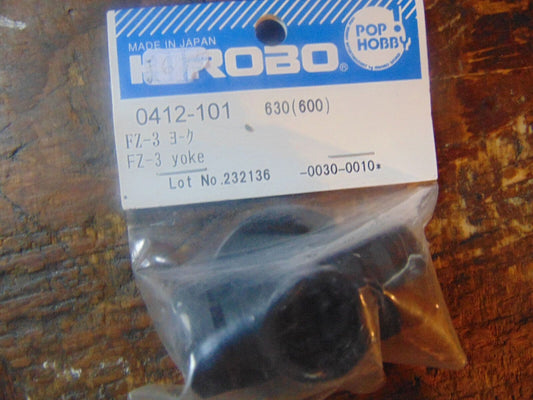 POP!
HOBBY
MADE IN JAPAN
HIROBO®
0412-101 630(600)
FZ-3 ヨーク
FZ-3 yoke
Lot No.232136 -0030-0010*